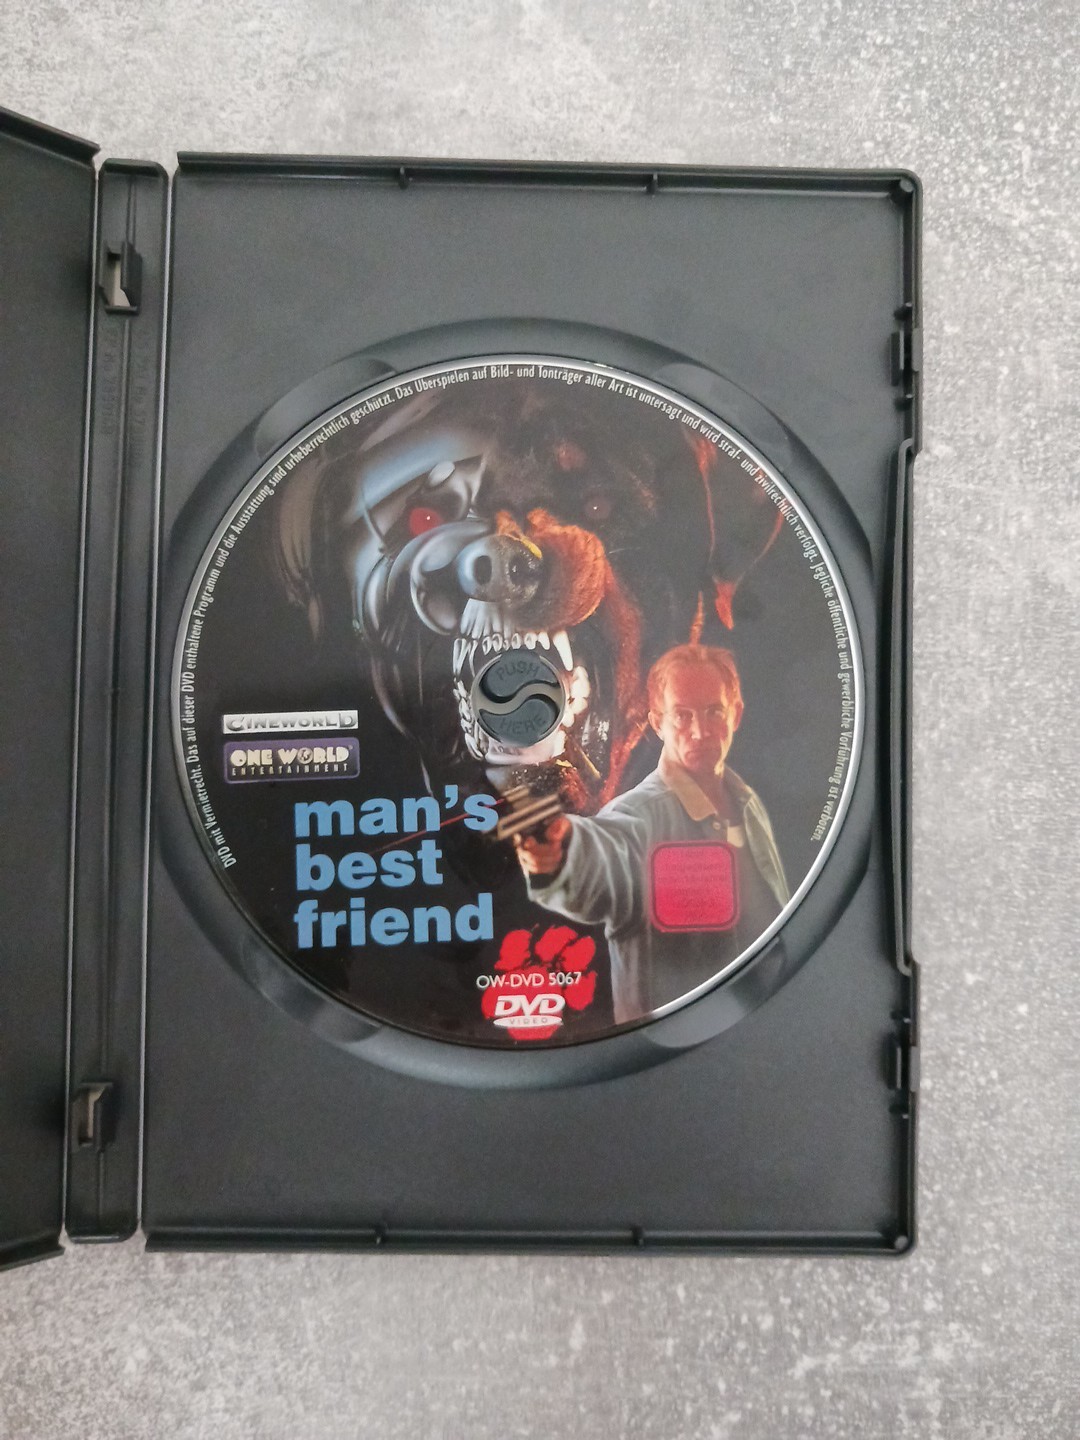 DVD mit Vermietrecht. Das auf dieser DVD enthaltene Programm und die Ausstattung sind urheberrechtlich geschützt. Das Überspielen auf Bild- und Tonträger aller Art ist untersagt und wird straf- und zivilrechtlich verfolgt. Jegliche öffentliche und gewerbliche Vorführung ist verboten.
PUSH
HERE
CINEWORLD
ONE WORLD
ENTERTAINMENT
man's
best
friend
OW-DVD 5067
DVD
VIDEO